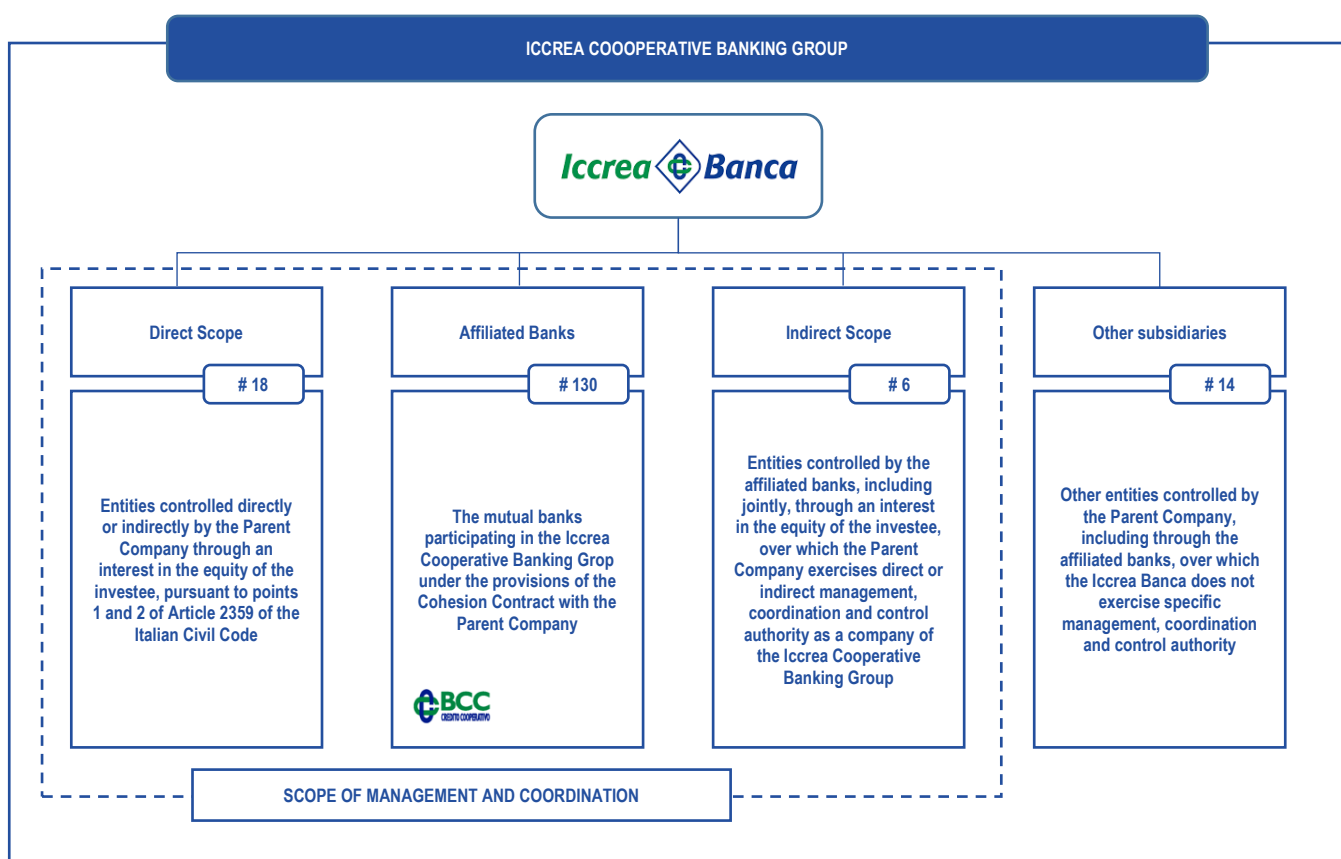 ICCREA COOOPERATIVE BANKING GROUP
Iccrea Banca
Direct Scope
# 18
Entities controlled directly
or indirectly by the Parent
Company through an
interest in the equity of the
investee, pursuant to points
1 and 2 of Article 2359 of the
Italian Civil Code
Affiliated Banks
# 130
The mutual banks
participating in the Iccrea
Cooperative Banking Grop
under the provisions of the
Cohesion Contract with the
Parent Company
BCC
CREDITO COOPERATIVO
Indirect Scope
# 6
Entities controlled by the
affiliated banks, including
jointly, through an interest
in the equity of the investee,
over which the Parent
Company exercises direct or
indirect management,
coordination and control
authority as a company of
the Iccrea Cooperative
Banking Group
Other subsidiaries
# 14
Other entities controlled by
the Parent Company,
including through the
affiliated banks, over which
the Iccrea Banca does not
exercise specific
management, coordination
and control authority
SCOPE OF MANAGEMENT AND COORDINATION